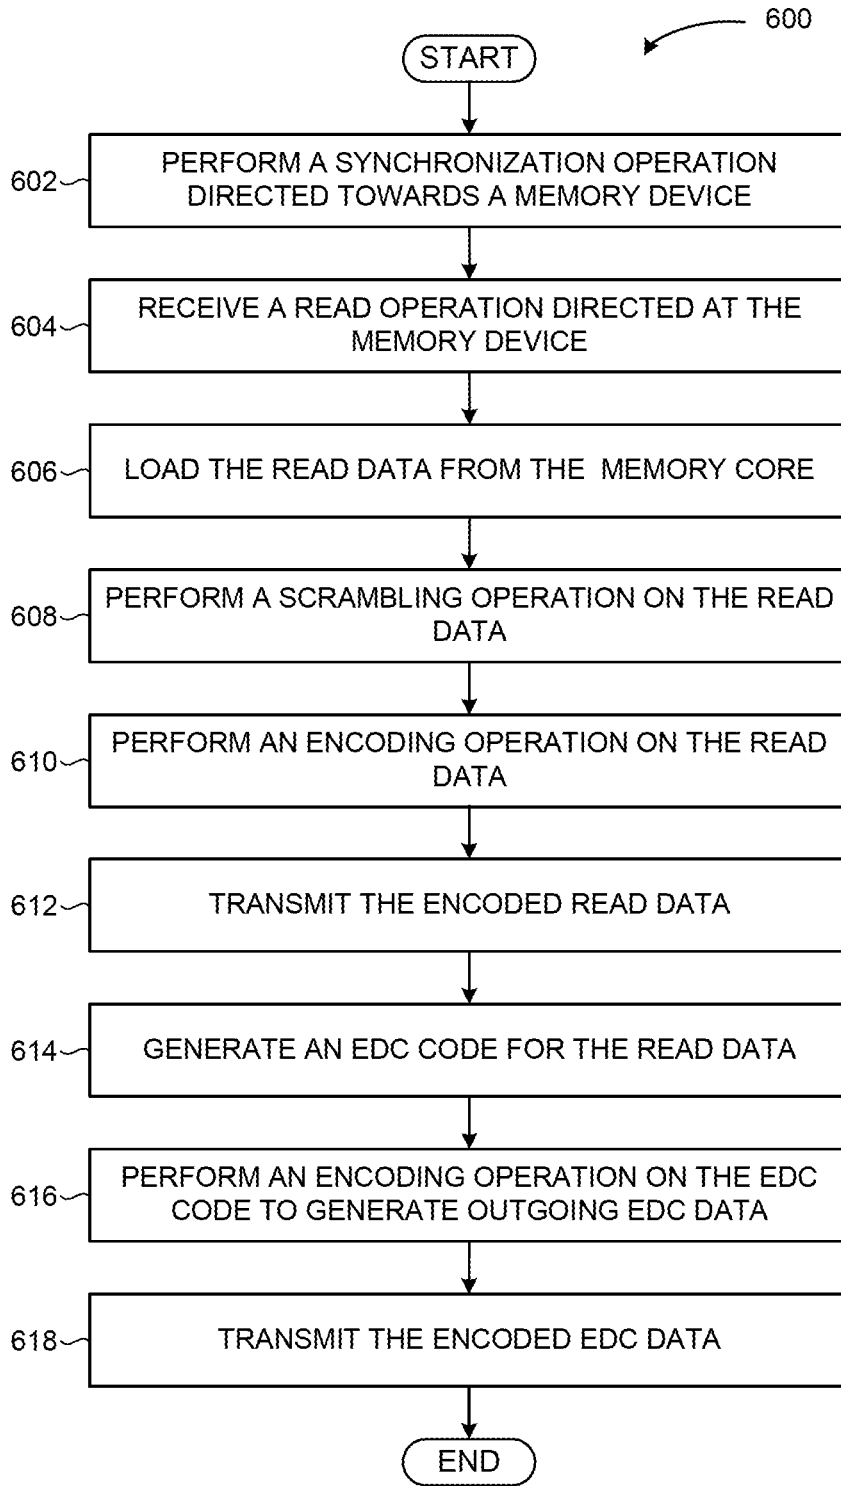 600
START
602
PERFORM A SYNCHRONIZATION OPERATION
DIRECTED TOWARDS A MEMORY DEVICE
604
RECEIVE A READ OPERATION DIRECTED AT THE
MEMORY DEVICE
606
LOAD THE READ DATA FROM THE MEMORY CORE
608
PERFORM A SCRAMBLING OPERATION ON THE READ
DATA
610
PERFORM AN ENCODING OPERATION ON THE READ
DATA
612
TRANSMIT THE ENCODED READ DATA
614
GENERATE AN EDC CODE FOR THE READ DATA
616
PERFORM AN ENCODING OPERATION ON THE EDC
CODE TO GENERATE OUTGOING EDC DATA
618
TRANSMIT THE ENCODED EDC DATA
END